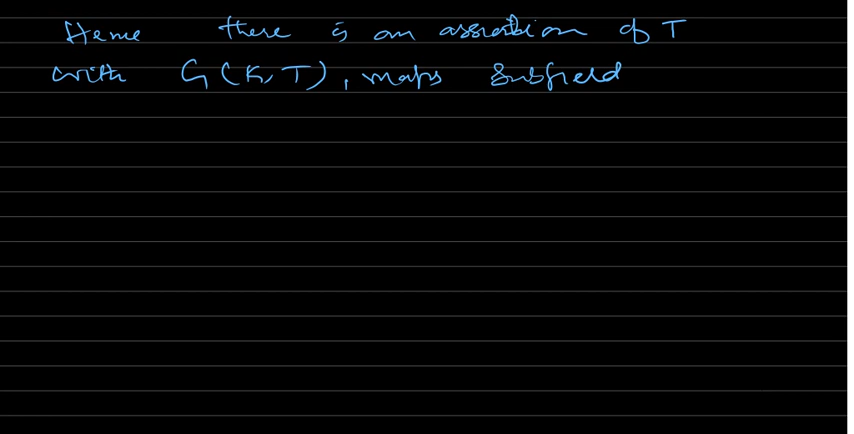 Hence there is an association of T
with G(K, T), maps subfield